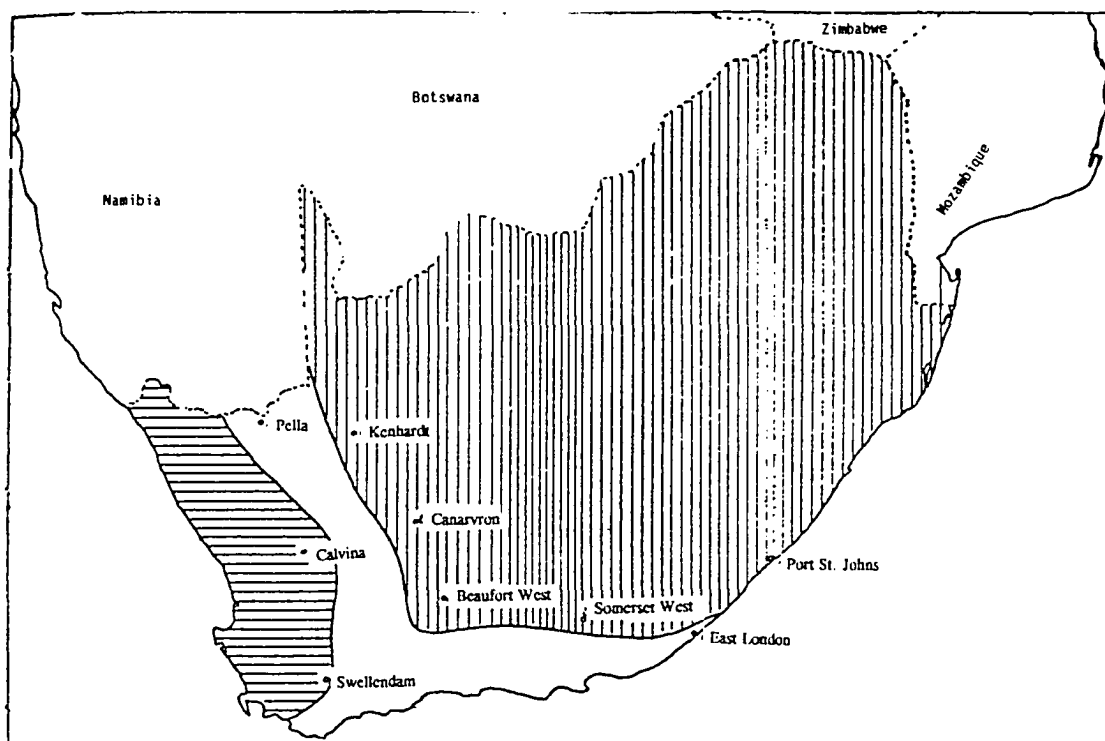 Zimbabwe
Botswana
Mozambique
Namibia
Pella
Kenhardt
Canarvron
Calvina
Port St. Johns
Beaufort West
Somerset West
East London
Swellendam